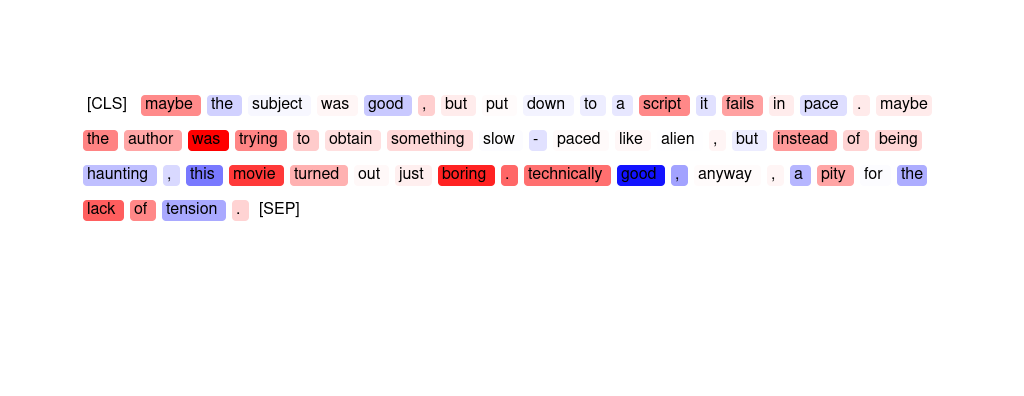 [CLS] maybe the subject was good , but put down to a script it fails in pace . maybe
the author was trying to obtain something slow - paced like alien , but instead of being
haunting , this movie turned out just boring . technically good , anyway , a pity for the
lack of tension . [SEP]